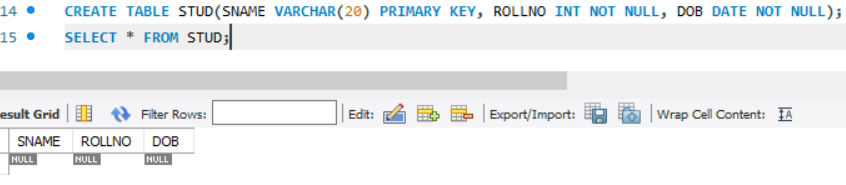 14 CREATE TABLE STUD(SNAME VARCHAR(20) PRIMARY KEY, ROLLNO INT NOT NULL, DOB DATE NOT NULL);
15 SELECT * FROM STUD;
esult Grid Filter Rows: Edit: Export/Import: Wrap Cell Content: IA
SNAME ROLLNO DOB
NULL NULL NULL